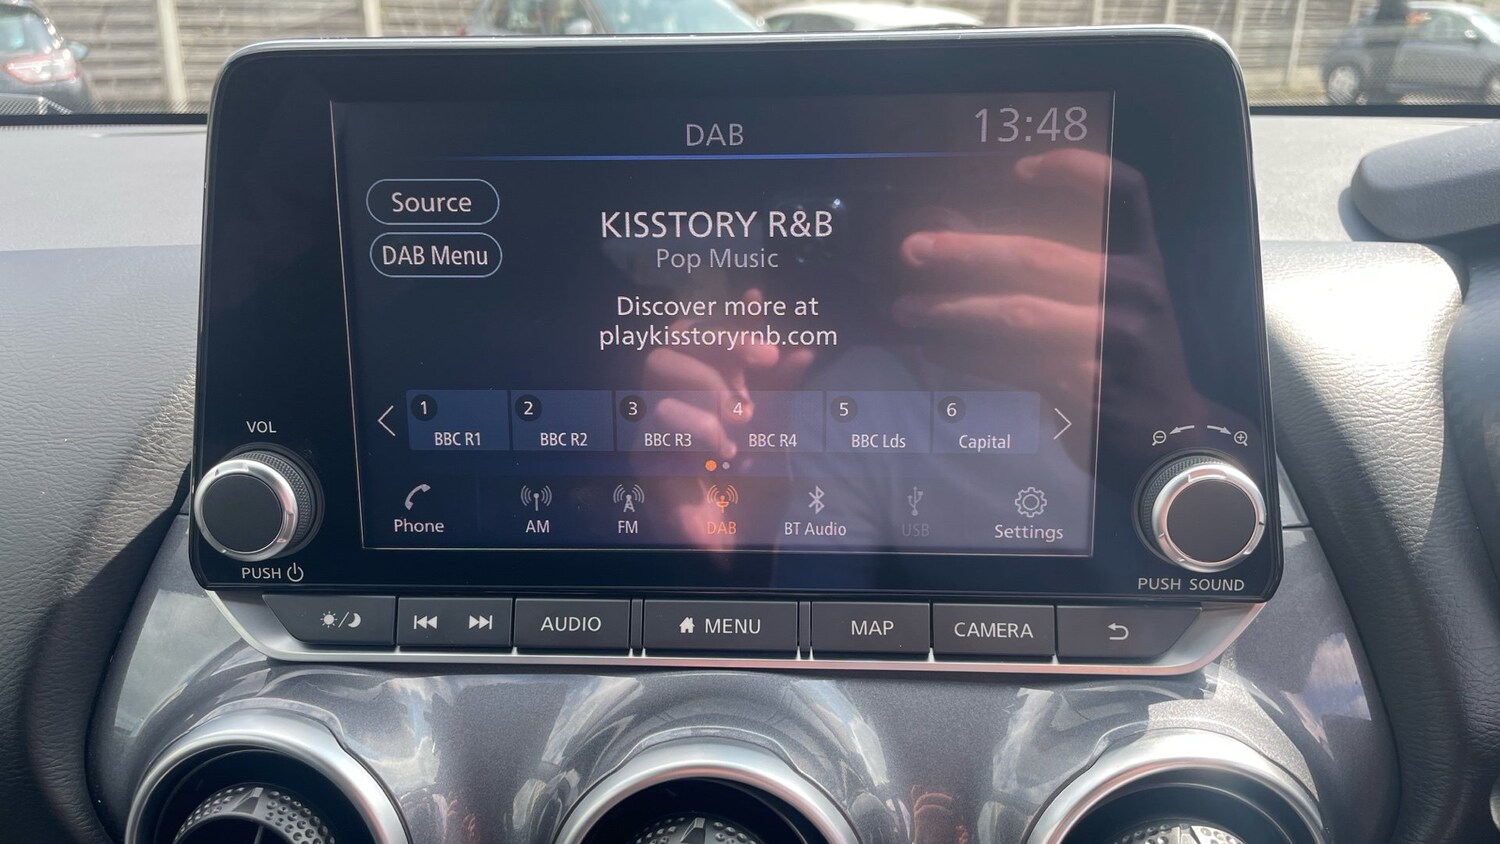 DAB
13:48
Source
DAB Menu
KISSTORY R&B
Pop Music
Discover more at
playkisstoryrnb.com
1 BBC R1
2 BBC R2
3 BBC R3
4 BBC R4
5 BBC Lds
6 Capital
Phone
AM
FM
DAB
BT Audio
USB
Settings
VOL
PUSH
PUSH SOUND
AUDIO
MENU
MAP
CAMERA